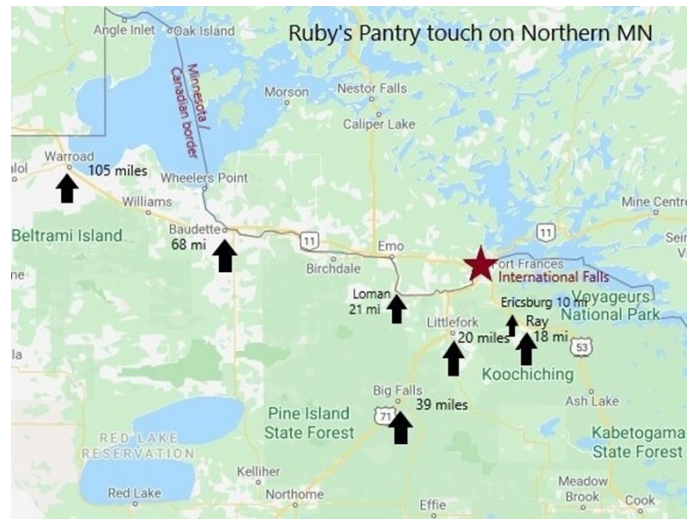 Ruby's Pantry touch on Northern MN
Angle Inlet
Oak Island
Minnesota /
Canadian border
Morson
Nestor Falls
Caliper Lake
Warroad
105 miles
Wheelers Point
Williams
Mine Centre
Beltrami Island
Baudette
68 mi
11
Emo
11
Birchdale
Fort Frances
International Falls
Loman
21 mi
Ericsburg 10 mi
Voyageurs
National Park
Littlefork
20 miles
Ray
18 mi
53
Koochiching
Big Falls
39 miles
71
Ash Lake
Pine Island
State Forest
Kabetogama
State Forest
RED LAKE
RESERVATION
Kelliher
Red Lake
Northome
Meadow
Brook
Cook
Effie